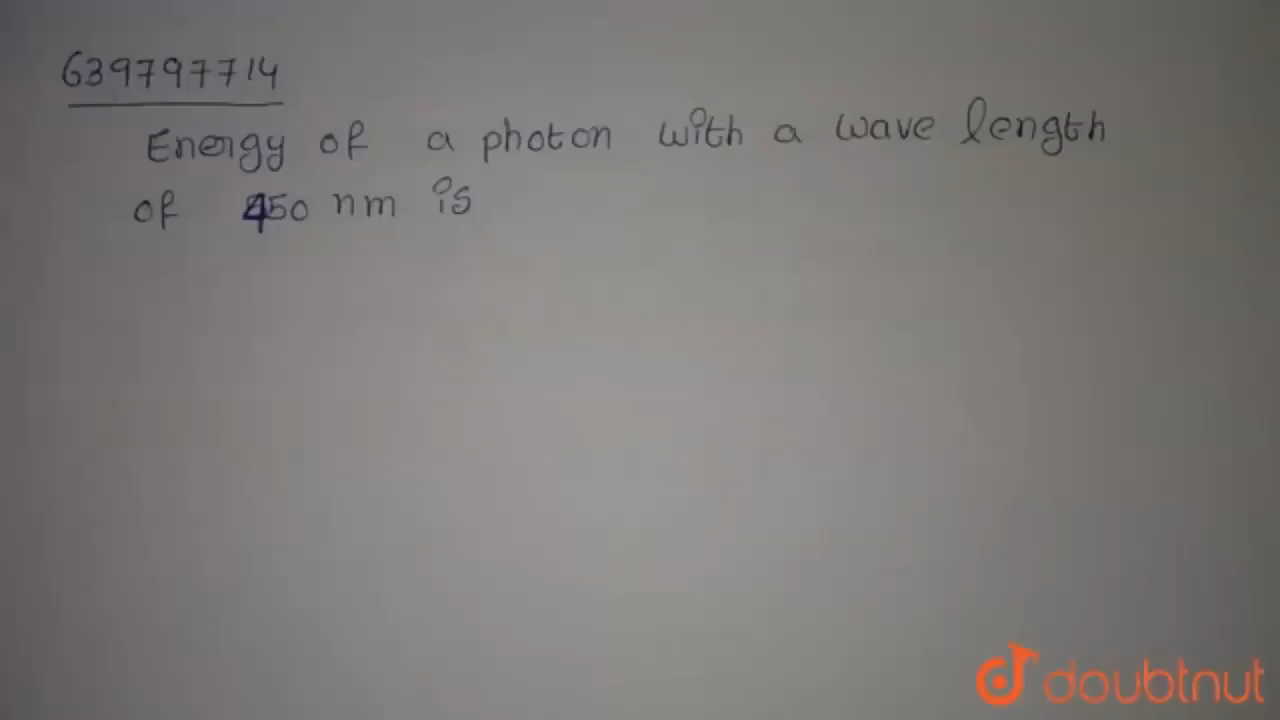 639797714
Energy of a photon with a wave length
of 450 nm is
doubtnut